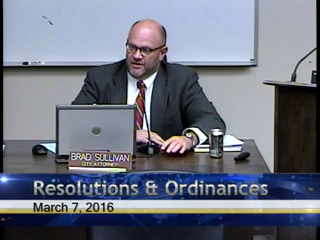 BRAD SULLIVAN
CITY ATTORNEY
Resolutions & Ordinances
March 7, 2016